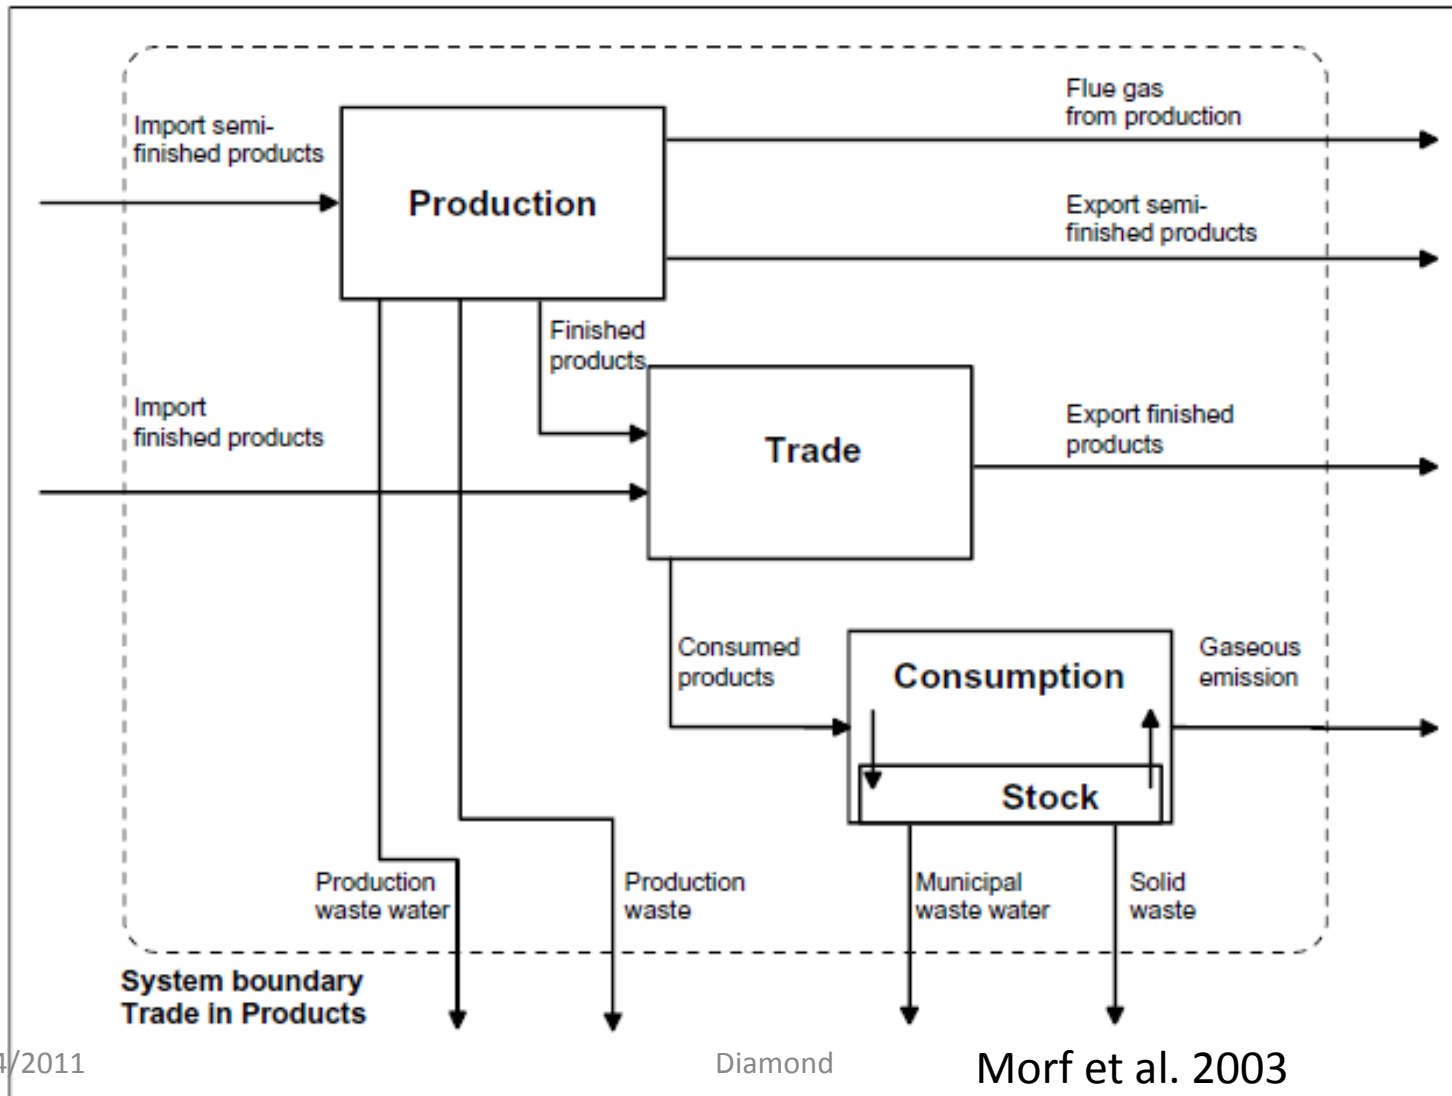 Flue gas
from production
Import semi-
finished products
Production
Export semi-
finished products
Finished
products
Import
finished products
Trade
Export finished
products
Consumed
products
Consumption
Gaseous
emission
Stock
Production
waste water
Production
waste
Municipal
waste water
Solid
waste
System boundary
Trade in Products
4/2011
Diamond
Morf et al. 2003